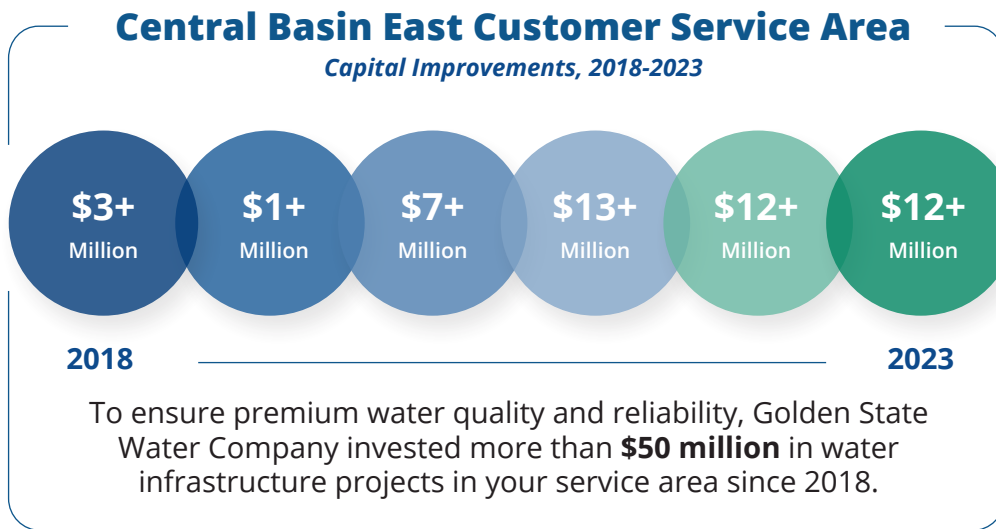 Central Basin East Customer Service Area
Capital Improvements, 2018-2023
$3+ $1+ $7+ $13+ $12+ $12+
Million Million Million Million Million Million
2018 2023
To ensure premium water quality and reliability, Golden State
Water Company invested more than $50 million in water
infrastructure projects in your service area since 2018.